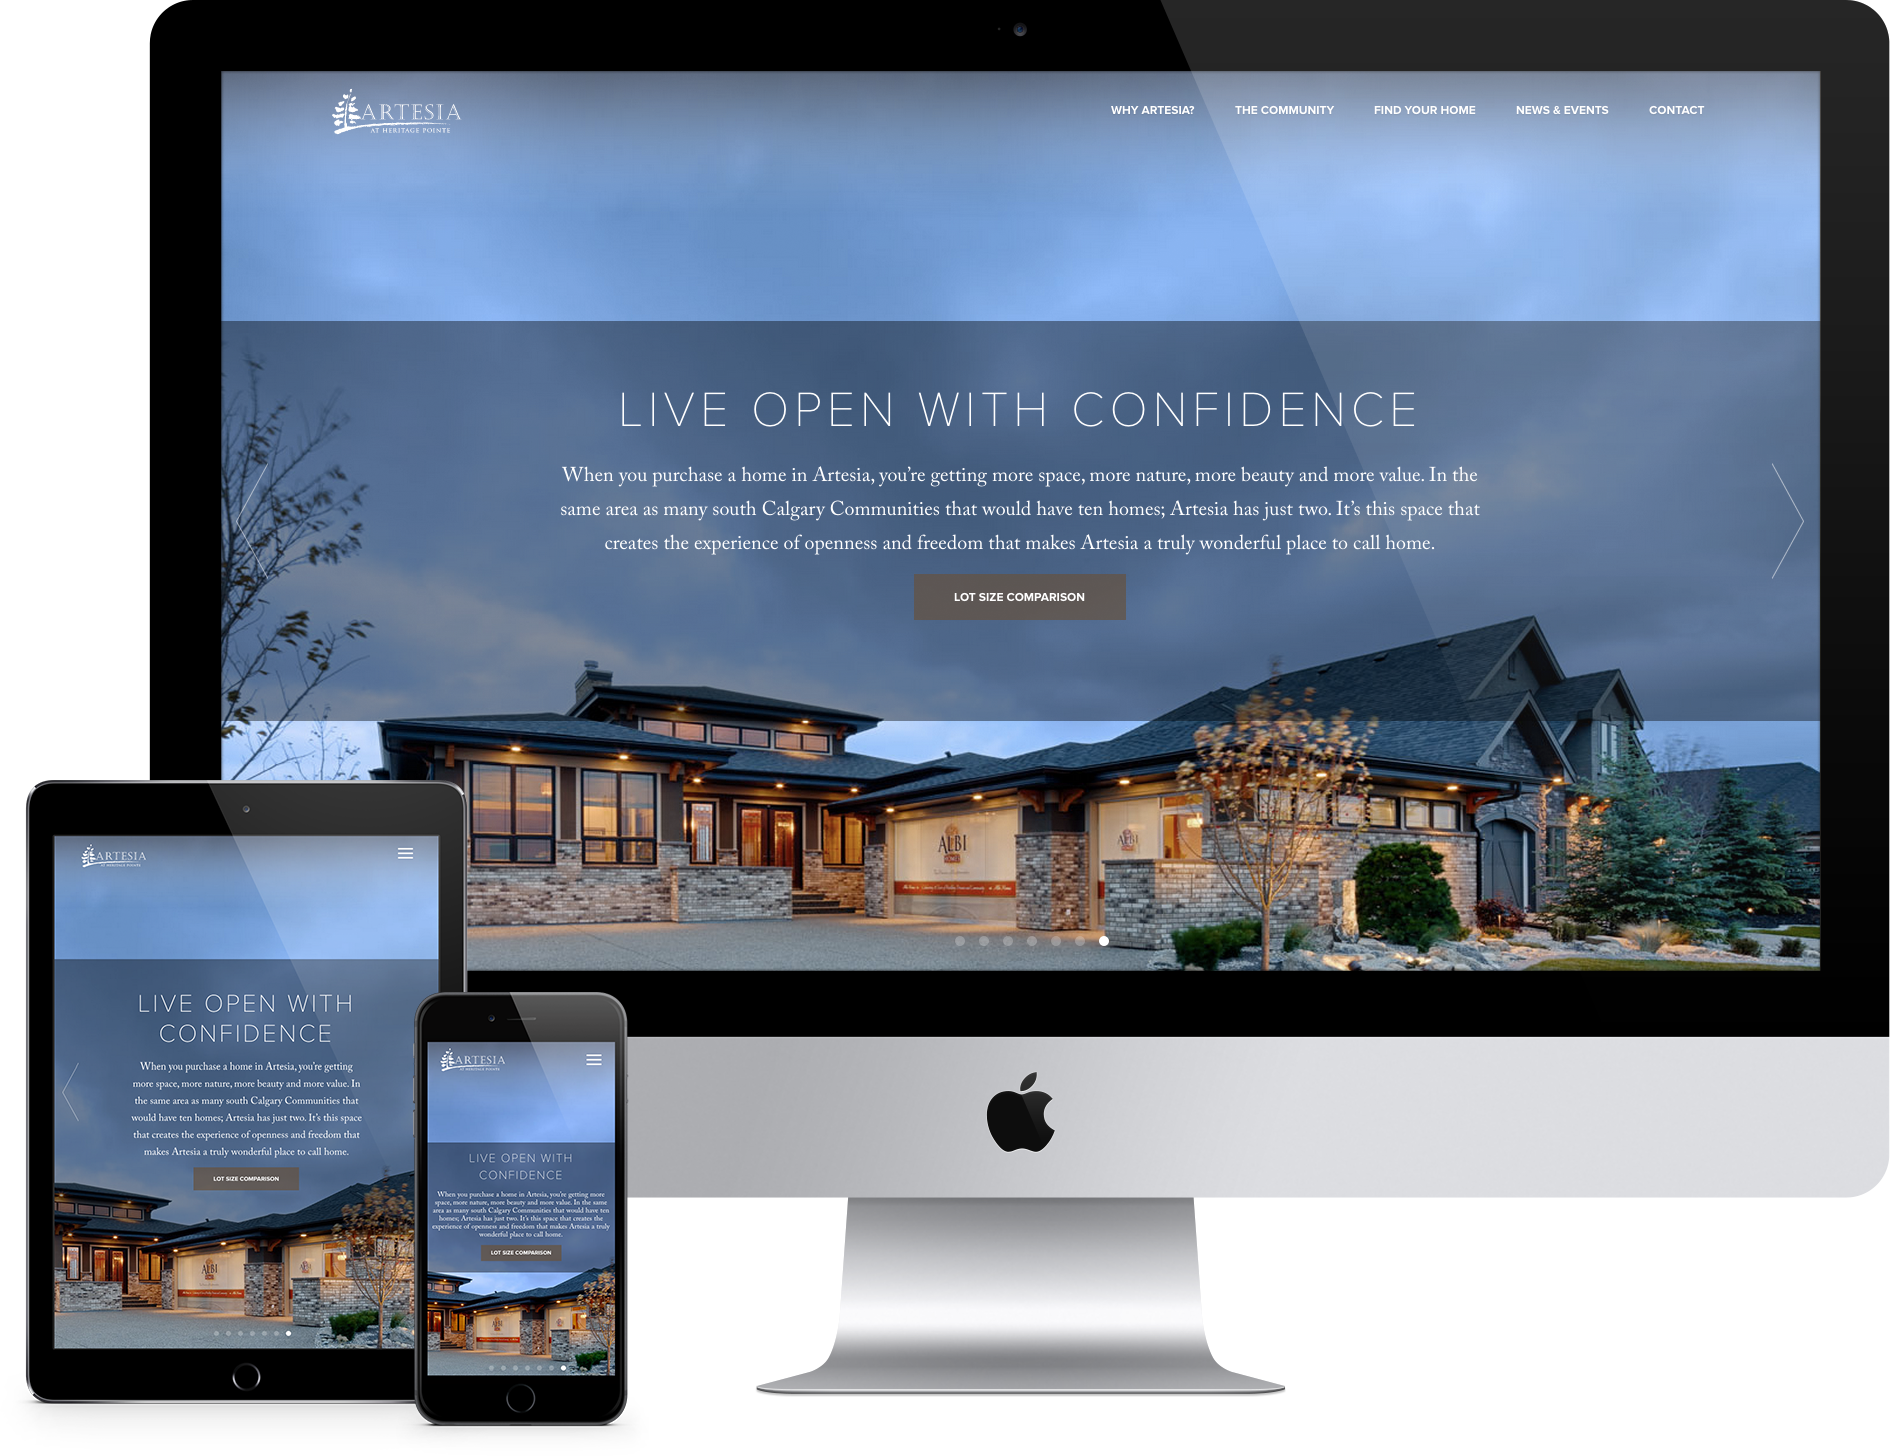 ARTESIA
AT HERITAGE POINTE
WHY ARTESIA? THE COMMUNITY FIND YOUR HOME NEWS & EVENTS CONTACT
LIVE OPEN WITH CONFIDENCE
When you purchase a home in Artesia, you’re getting more space, more nature, more beauty and more value. In the
same area as many south Calgary Communities that would have ten homes; Artesia has just two. It’s this space that
creates the experience of openness and freedom that makes Artesia a truly wonderful place to call home.
LOT SIZE COMPARISON
ALBI
HOMES
ALBI
ARTESIA
AT HERITAGE POINTE
LIVE OPEN WITH
CONFIDENCE
When you purchase a home in Artesia, you’re getting
more space, more nature, more beauty and more value. In
the same area as many south Calgary Communities that
would have ten homes; Artesia has just two. It’s this space
that creates the experience of openness and freedom that
makes Artesia a truly wonderful place to call home.
LOT SIZE COMPARISON
ALBI
ARTESIA
AT HERITAGE POINTE
LIVE OPEN WITH
CONFIDENCE
When you purchase a home in Artesia, you’re getting more
space, more nature, more beauty and more value. In the same
area as many south Calgary Communities that would have ten
homes; Artesia has just two. It’s this space that creates the
experience of openness and freedom that makes Artesia a truly
wonderful place to call home.
LOT SIZE COMPARISON
ALBI